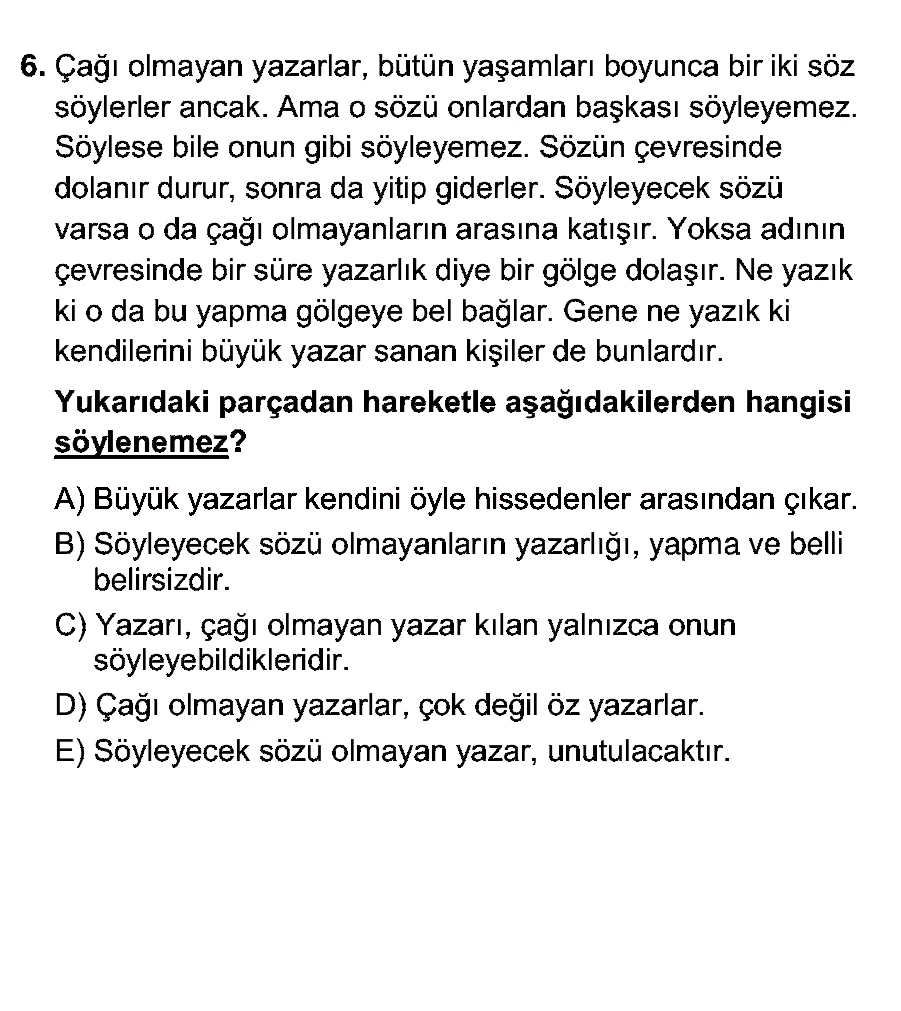 6. Çağı olmayan yazarlar, bütün yaşamları boyunca bir iki söz
söylerler ancak. Ama o sözü onlardan başkası söyleyemez.
Söylese bile onun gibi söyleyemez. Sözün çevresinde
dolanır durur, sonra da yitip giderler. Söyleyecek sözü
varsa o da çağı olmayanların arasına katışır. Yoksa adının
çevresinde bir süre yazarlık diye bir gölge dolaşır. Ne yazık
ki o da bu yapma gölgeye bel bağlar. Gene ne yazık ki
kendilerini büyük yazar sanan kişiler de bunlardır.
Yukarıdaki parçadan hareketle aşağıdakilerden hangisi
söylenemez?
A) Büyük yazarlar kendini öyle hissedenler arasından çıkar.
B) Söyleyecek sözü olmayanların yazarlığı, yapma ve belli
belirsizdir.
C) Yazarı, çağı olmayan yazar kılan yalnızca onun
söyleyebildikleridir.
D) Çağı olmayan yazarlar, çok değil öz yazarlar.
E) Söyleyecek sözü olmayan yazar, unutulacaktır.